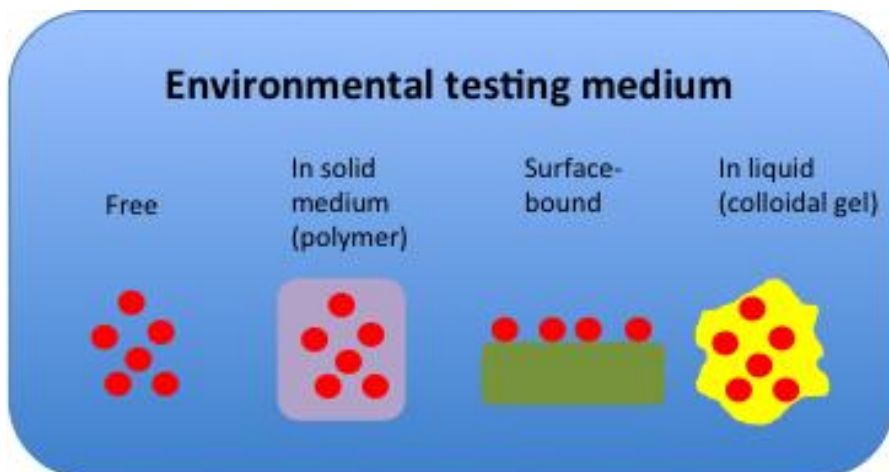 Environmental testing medium
Free
In solid
medium
(polymer)
Surface-
bound
In liquid
(colloidal gel)